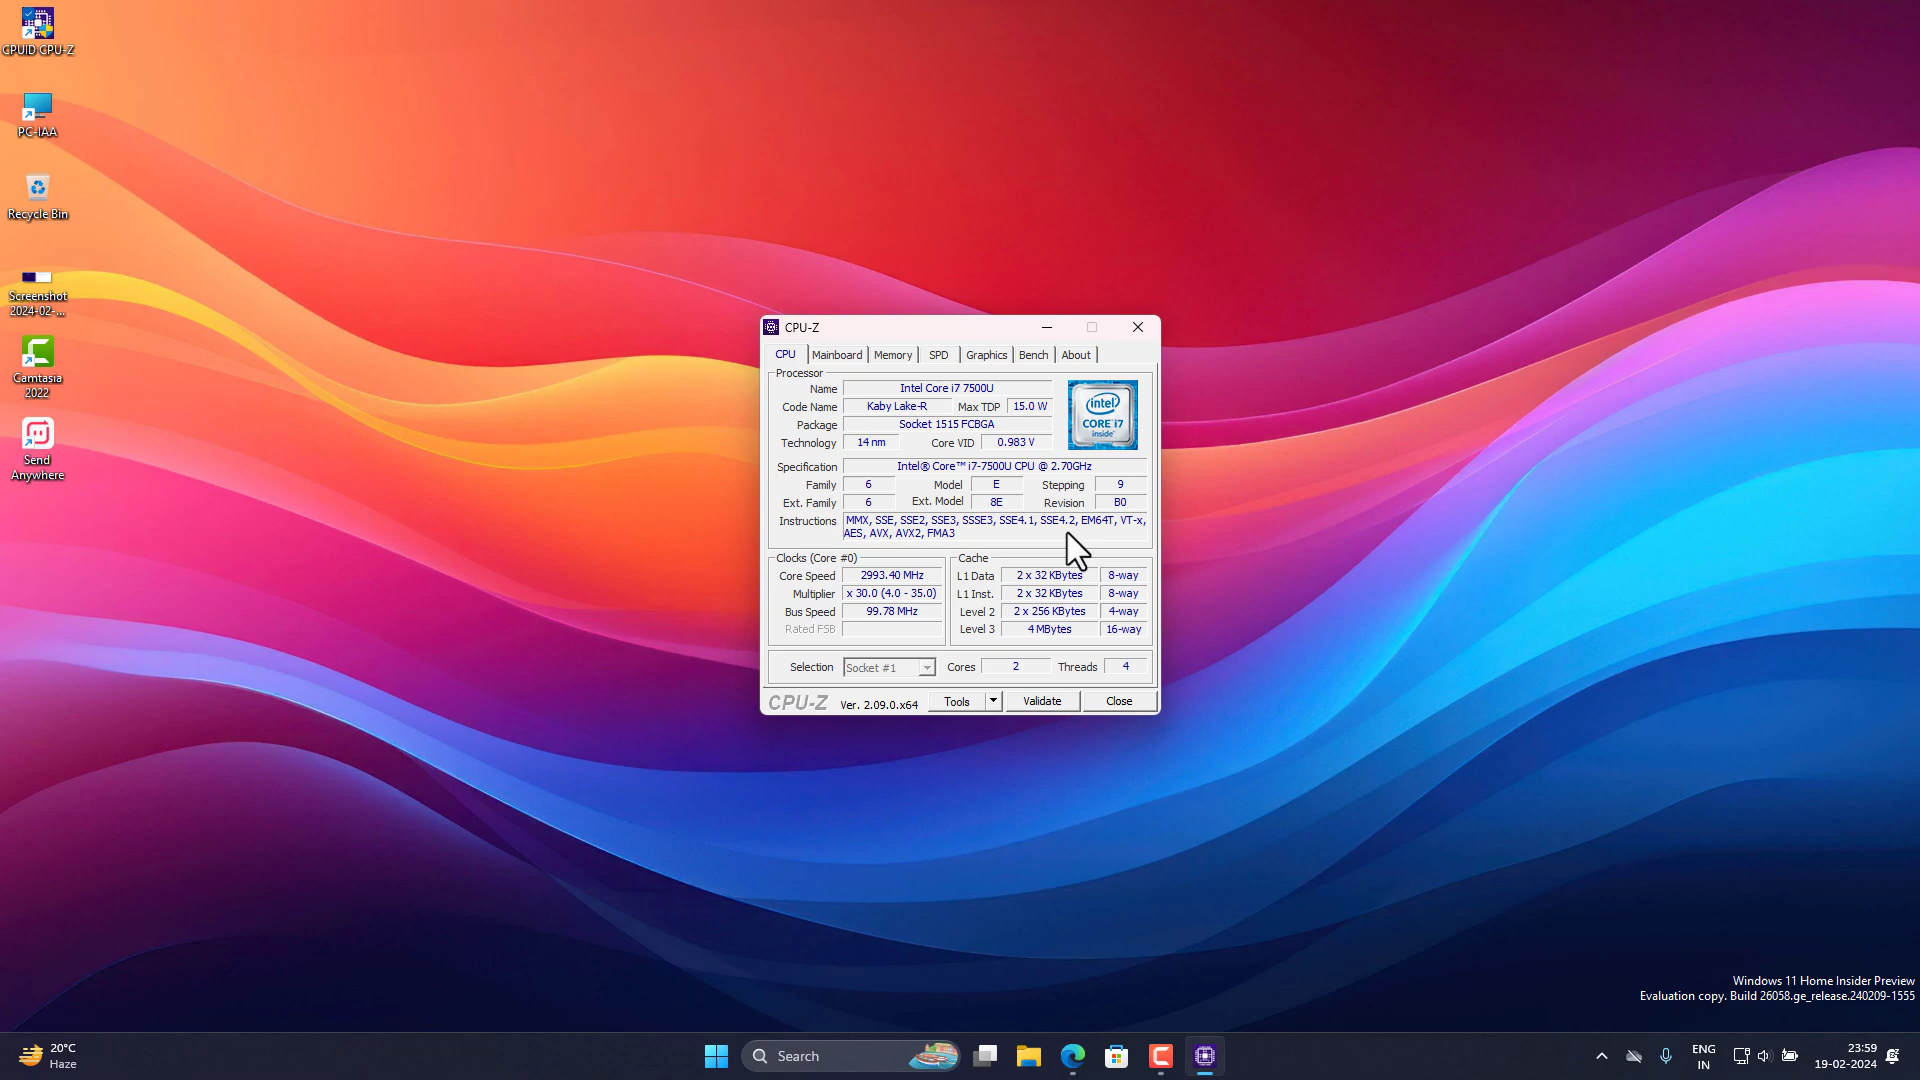 CPUID CPU-Z
PC-IAA
Recycle Bin
Screenshot
2024-02-...
Camtasia
2022
Send
Anywhere
CPU-Z
CPU Mainboard Memory SPD Graphics Bench About
Processor
Name Intel Core i7 7500U
Code Name Kaby Lake-R Max TDP 15.0 W
Package Socket 1515 FCBGA
Technology 14 nm Core VID 0.983 V
intel
CORE i7
inside
Specification Intel® Core™ i7-7500U CPU @ 2.70GHz
Family 6 Model E Stepping 9
Ext. Family 6 Ext. Model 8E Revision B0
Instructions MMX, SSE, SSE2, SSE3, SSSE3, SSE4.1, SSE4.2, EM64T, VT-x,
AES, AVX, AVX2, FMA3
Clocks (Core #0)
Core Speed 2993.40 MHz
Multiplier x 30.0 (4.0 - 35.0)
Bus Speed 99.78 MHz
Rated FSB
Cache
L1 Data 2 x 32 KBytes 8-way
L1 Inst. 2 x 32 KBytes 8-way
Level 2 2 x 256 KBytes 4-way
Level 3 4 MBytes 16-way
Selection Socket #1 Cores 2 Threads 4
CPU-Z Ver. 2.09.0.x64 Tools Validate Close
Windows 11 Home Insider Preview
Evaluation copy. Build 26058.ge_release.240209-1555
20°C
Haze
Search
ENG
IN
23:59
19-02-2024